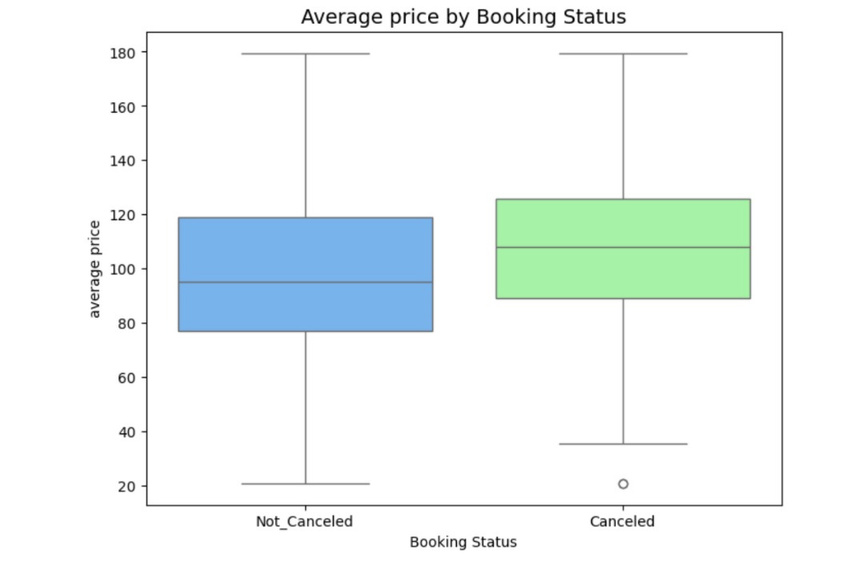 Average price by Booking Status
180
160
140
120
100
80
60
40
20
average price
Not_Canceled
Canceled
Booking Status